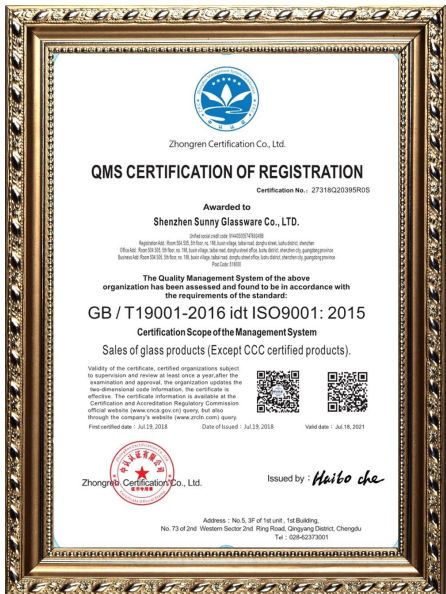 Zhongren Certification Co., Ltd.
QMS CERTIFICATION OF REGISTRATION
Certification No.: 27318Q20395R0S
Awarded to
Shenzhen Sunny Glassware Co., LTD.
The Quality Management System of the above
organization has been assessed and found to be in accordance with
the requirements of the standard:
GB / T19001-2016 idt ISO9001: 2015
Certification Scope of the Management System
Sales of glass products (Except CCC certified products).
Validity of the certificate, certified organizations subject
to supervision and review at least once a year,after the
examination and approval, the organization updates the
two-dimensional code information, the certificate is
effective. The certificate information is available at the
Certification and Accreditation Regulatory Commission
official website (www.cnca.gov.cn) query, but also
through the company's website (www.zrcln.com) query.
First certified date : Jul.19, 2018 Date of Issued : Jul.19, 2018 Valid date : Jul.18, 2021
Zhongren Certification Co., Ltd.
Issued by : Haibo che
Address : No.5, 3F of 1st unit , 1st Building,
No. 73 of 2nd Western Sector 2nd Ring Road, Qingyang District, Chengdu
Tel : 028-62373001